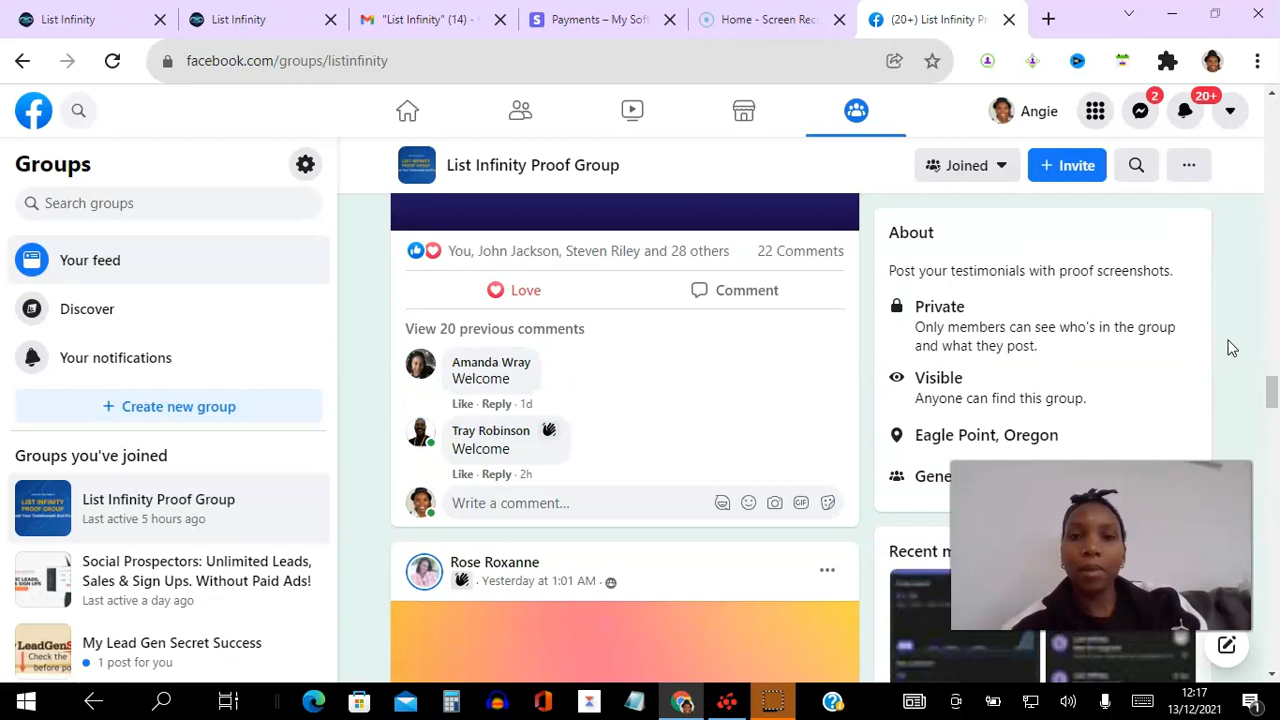 List Infinity
List Infinity
"List Infinity" (14) -
Payments – My Sof
Home - Screen Rec
(20+) List Infinity P
facebook.com/groups/listinfinity
2
20+
Angie
Groups
List Infinity Proof Group
Joined
+ Invite
Search groups
Your feed
Discover
Your notifications
+ Create new group
Groups you've joined
List Infinity Proof Group
Last active 5 hours ago
Social Prospectors: Unlimited Leads,
Sales & Sign Ups. Without Paid Ads!
Last active a day ago
My Lead Gen Secret Success
1 post for you
You, John Jackson, Steven Riley and 28 others
22 Comments
Love
Comment
View 20 previous comments
Amanda Wray
Welcome
Like · Reply · 1d
Tray Robinson
Welcome
Like · Reply · 2h
Write a comment...
GIF
Rose Roxanne
· Yesterday at 1:01 AM ·
About
Post your testimonials with proof screenshots.
Private
Only members can see who's in the group
and what they post.
Visible
Anyone can find this group.
Eagle Point, Oregon
Gene
Recent m
LIST INFINITY
PROOF GROUP
12:17
13/12/2021
1